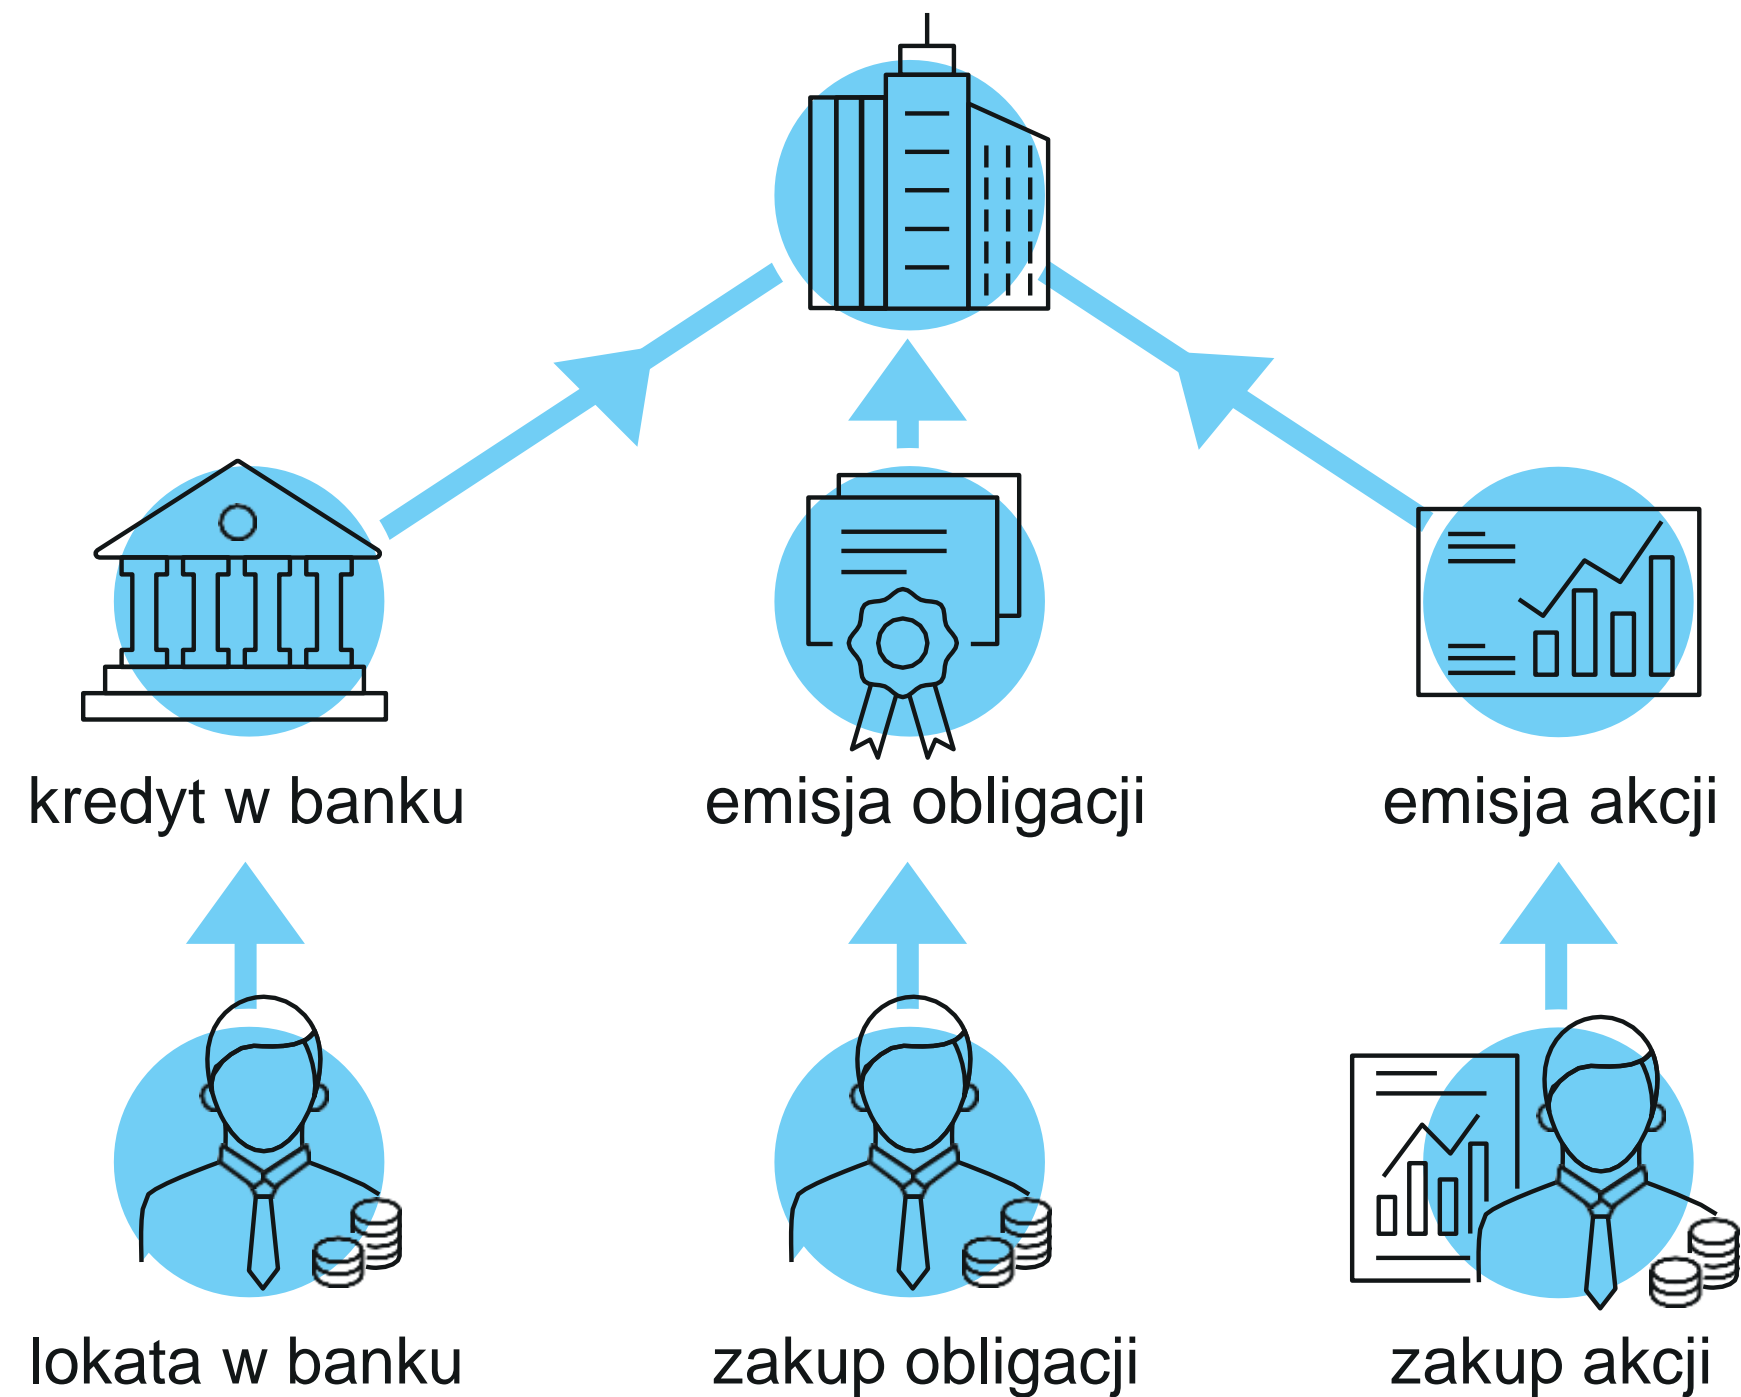 kredyt w banku
emisja obligacji
emisja akcji
lokata w banku
zakup obligacji
zakup akcji